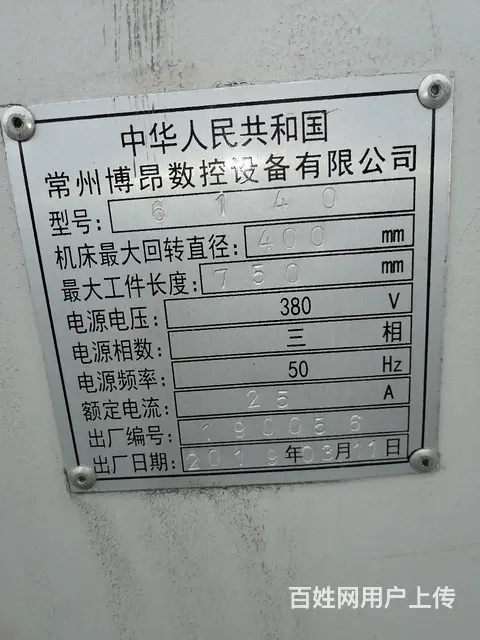 中华人民共和国
常州博昂数控设备有限公司
型号: 6140
机床最大回转直径: 400 mm
最大工件长度: 750 mm
电源电压: 380 V
电源相数: 三 相
电源频率: 50 Hz
额定电流: 25 A
出厂编号: 190056
出厂日期: 2019年03月11日
百姓网用户上传